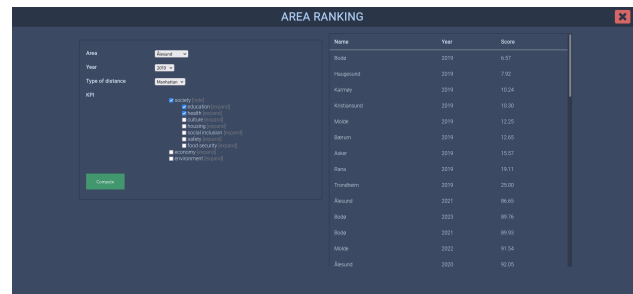 AREA RANKING
Area
Ålesund
Year
2019
Type of distance
Manhattan
KPI
society [hide]
education [expand]
health [expand]
culture [expand]
housing [expand]
social inclusion [expand]
safety [expand]
food security [expand]
economy [expand]
environment [expand]
Compute
Name Year Score
Bodø 2019 6.57
Haugesund 2019 7.92
Karmøy 2019 10.24
Kristiansund 2019 10.30
Molde 2019 12.25
Bærum 2019 12.65
Asker 2019 15.57
Rana 2019 19.11
Trondheim 2019 25.00
Ålesund 2021 86.65
Bodø 2023 89.76
Bodø 2021 89.93
Molde 2022 91.54
Ålesund 2020 92.05